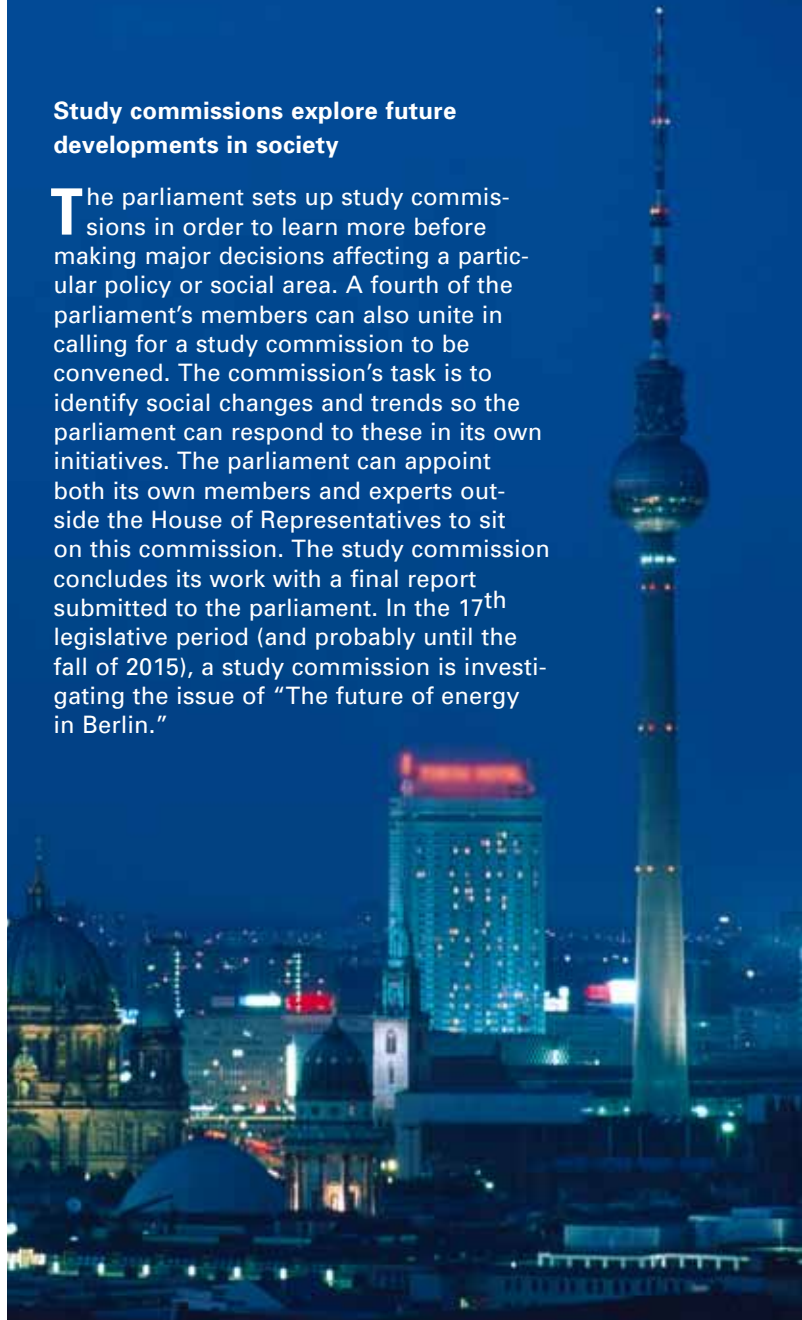 Study commissions explore future
developments in society
The parliament sets up study commis-
sions in order to learn more before
making major decisions affecting a partic-
ular policy or social area. A fourth of the
parliament’s members can also unite in
calling for a study commission to be
convened. The commission’s task is to
identify social changes and trends so the
parliament can respond to these in its own
initiatives. The parliament can appoint
both its own members and experts out-
side the House of Representatives to sit
on this commission. The study commission
concludes its work with a final report
submitted to the parliament. In the 17th
legislative period (and probably until the
fall of 2015), a study commission is investi-
gating the issue of “The future of energy
in Berlin.”